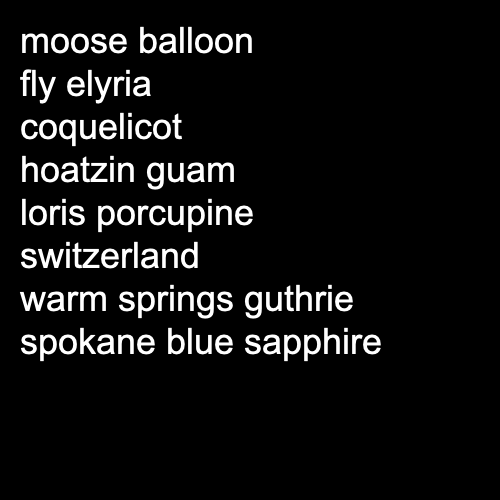 moose balloon
fly elyria
coquelicot
hoatzin guam
loris porcupine
switzerland
warm springs guthrie
spokane blue sapphire